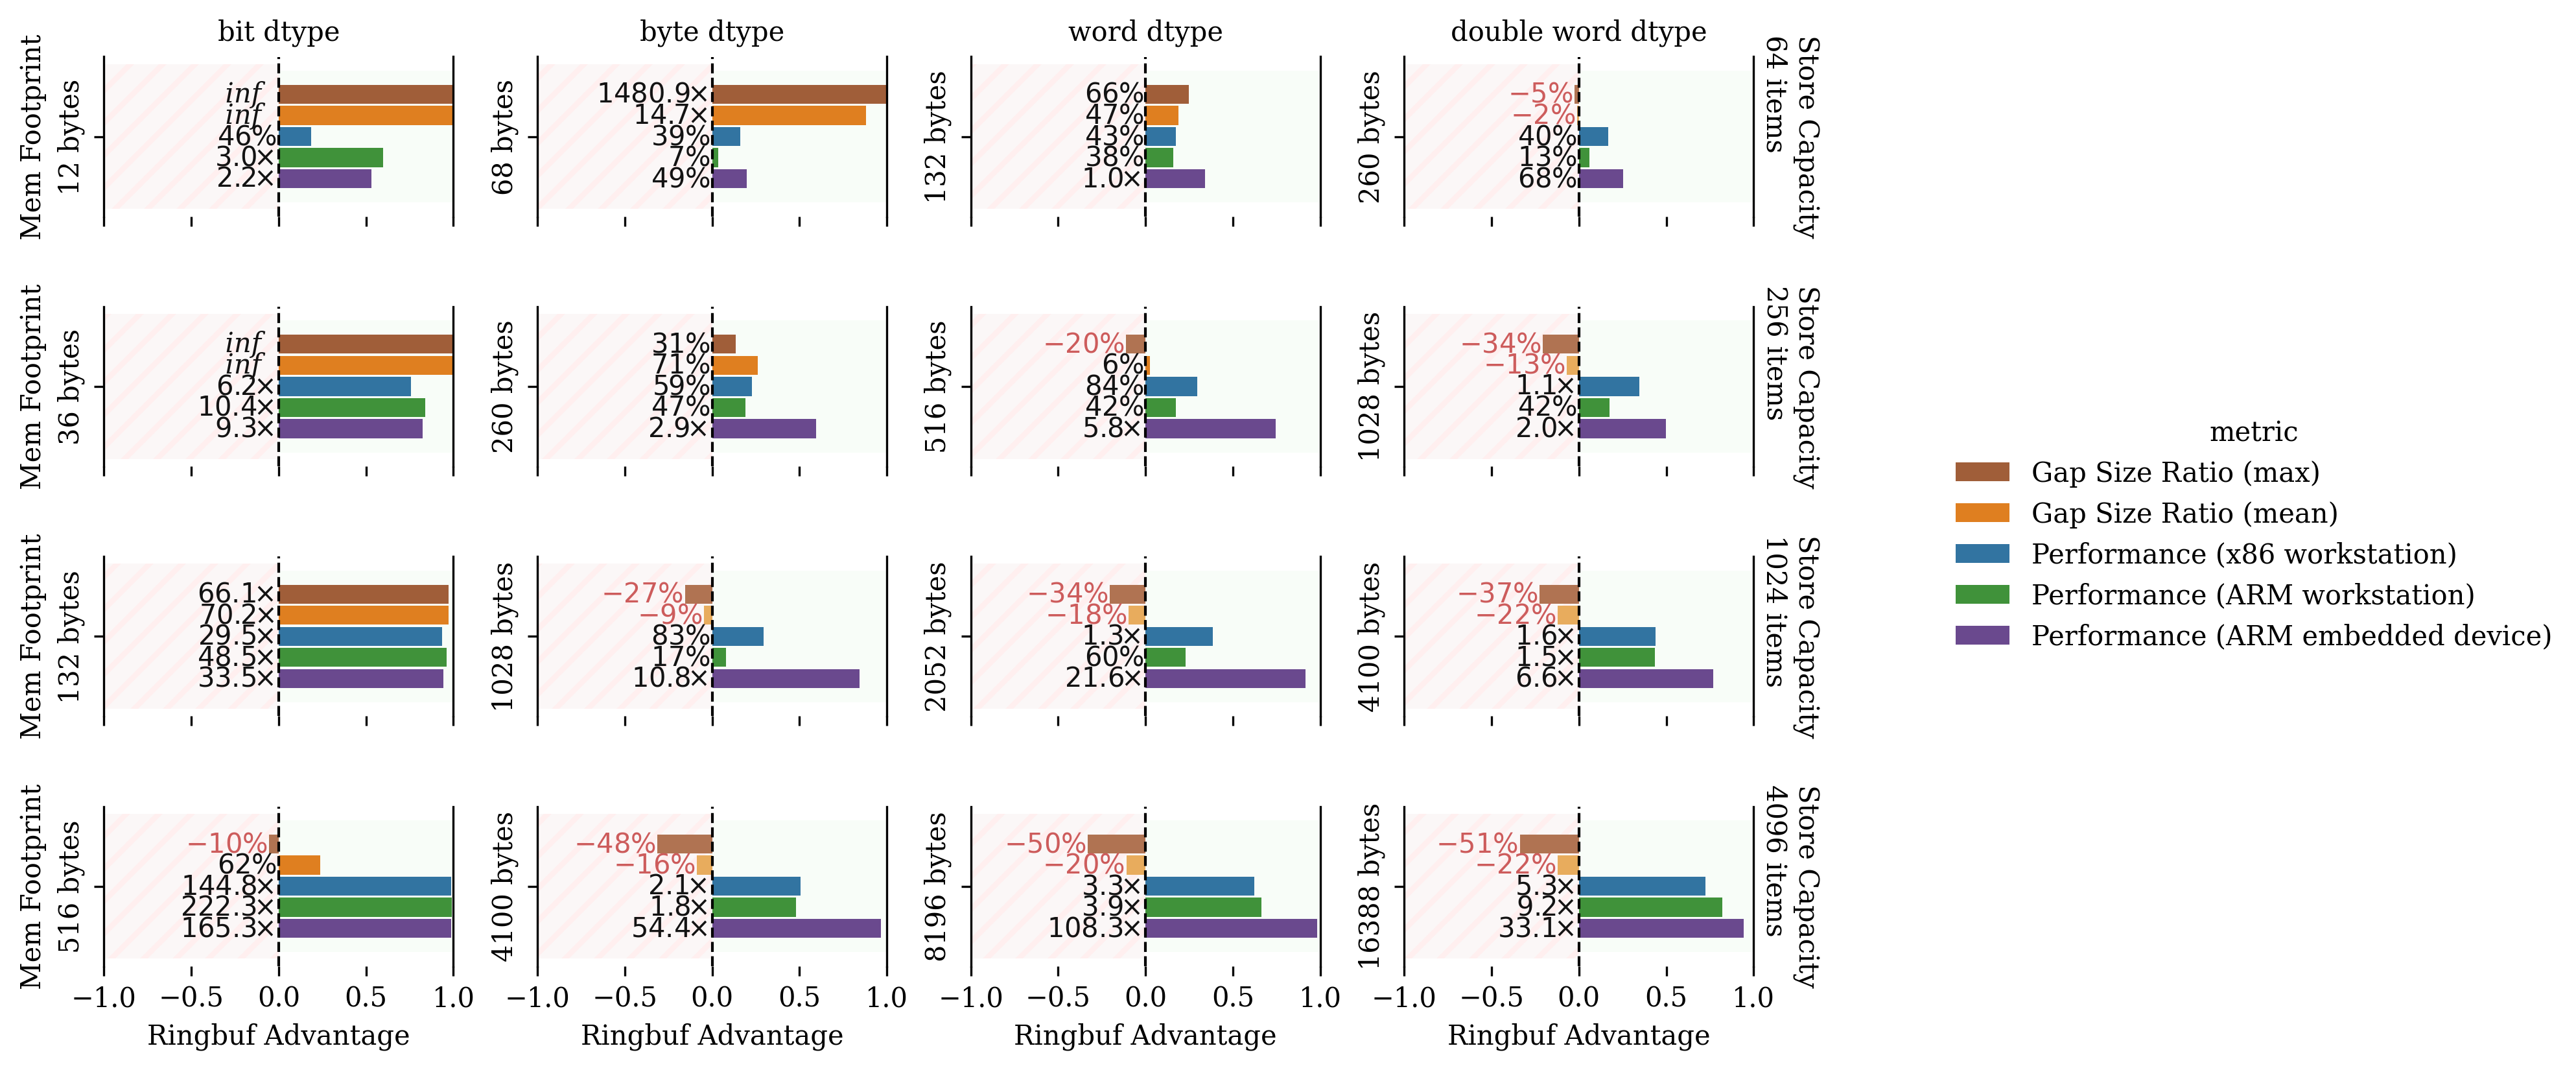 bit dtype
byte dtype
word dtype
double word dtype
Mem Footprint
12 bytes
inf
inf
46%
3.0×
2.2×
68 bytes
1480.9×
14.7×
39%
7%
49%
132 bytes
66%
47%
43%
38%
1.0×
260 bytes
−5%
−2%
40%
13%
68%
Store Capacity
64 items
Mem Footprint
36 bytes
inf
inf
6.2×
10.4×
9.3×
260 bytes
31%
71%
59%
47%
2.9×
516 bytes
−20%
6%
84%
42%
5.8×
1028 bytes
−34%
−13%
1.1×
42%
2.0×
Store Capacity
256 items
Mem Footprint
132 bytes
66.1×
70.2×
29.5×
48.5×
33.5×
1028 bytes
−27%
−9%
83%
17%
10.8×
2052 bytes
−34%
−18%
1.3×
60%
21.6×
4100 bytes
−37%
−22%
1.6×
1.5×
6.6×
Store Capacity
1024 items
Mem Footprint
516 bytes
−10%
62%
144.8×
222.3×
165.3×
4100 bytes
−48%
−16%
2.1×
1.8×
54.4×
8196 bytes
−50%
−20%
3.3×
3.9×
108.3×
16388 bytes
−51%
−22%
5.3×
9.2×
33.1×
Store Capacity
4096 items
−1.0 −0.5 0.0 0.5 1.0
−1.0 −0.5 0.0 0.5 1.0
−1.0 −0.5 0.0 0.5 1.0
−1.0 −0.5 0.0 0.5 1.0
Ringbuf Advantage
Ringbuf Advantage
Ringbuf Advantage
Ringbuf Advantage
metric
Gap Size Ratio (max)
Gap Size Ratio (mean)
Performance (x86 workstation)
Performance (ARM workstation)
Performance (ARM embedded device)